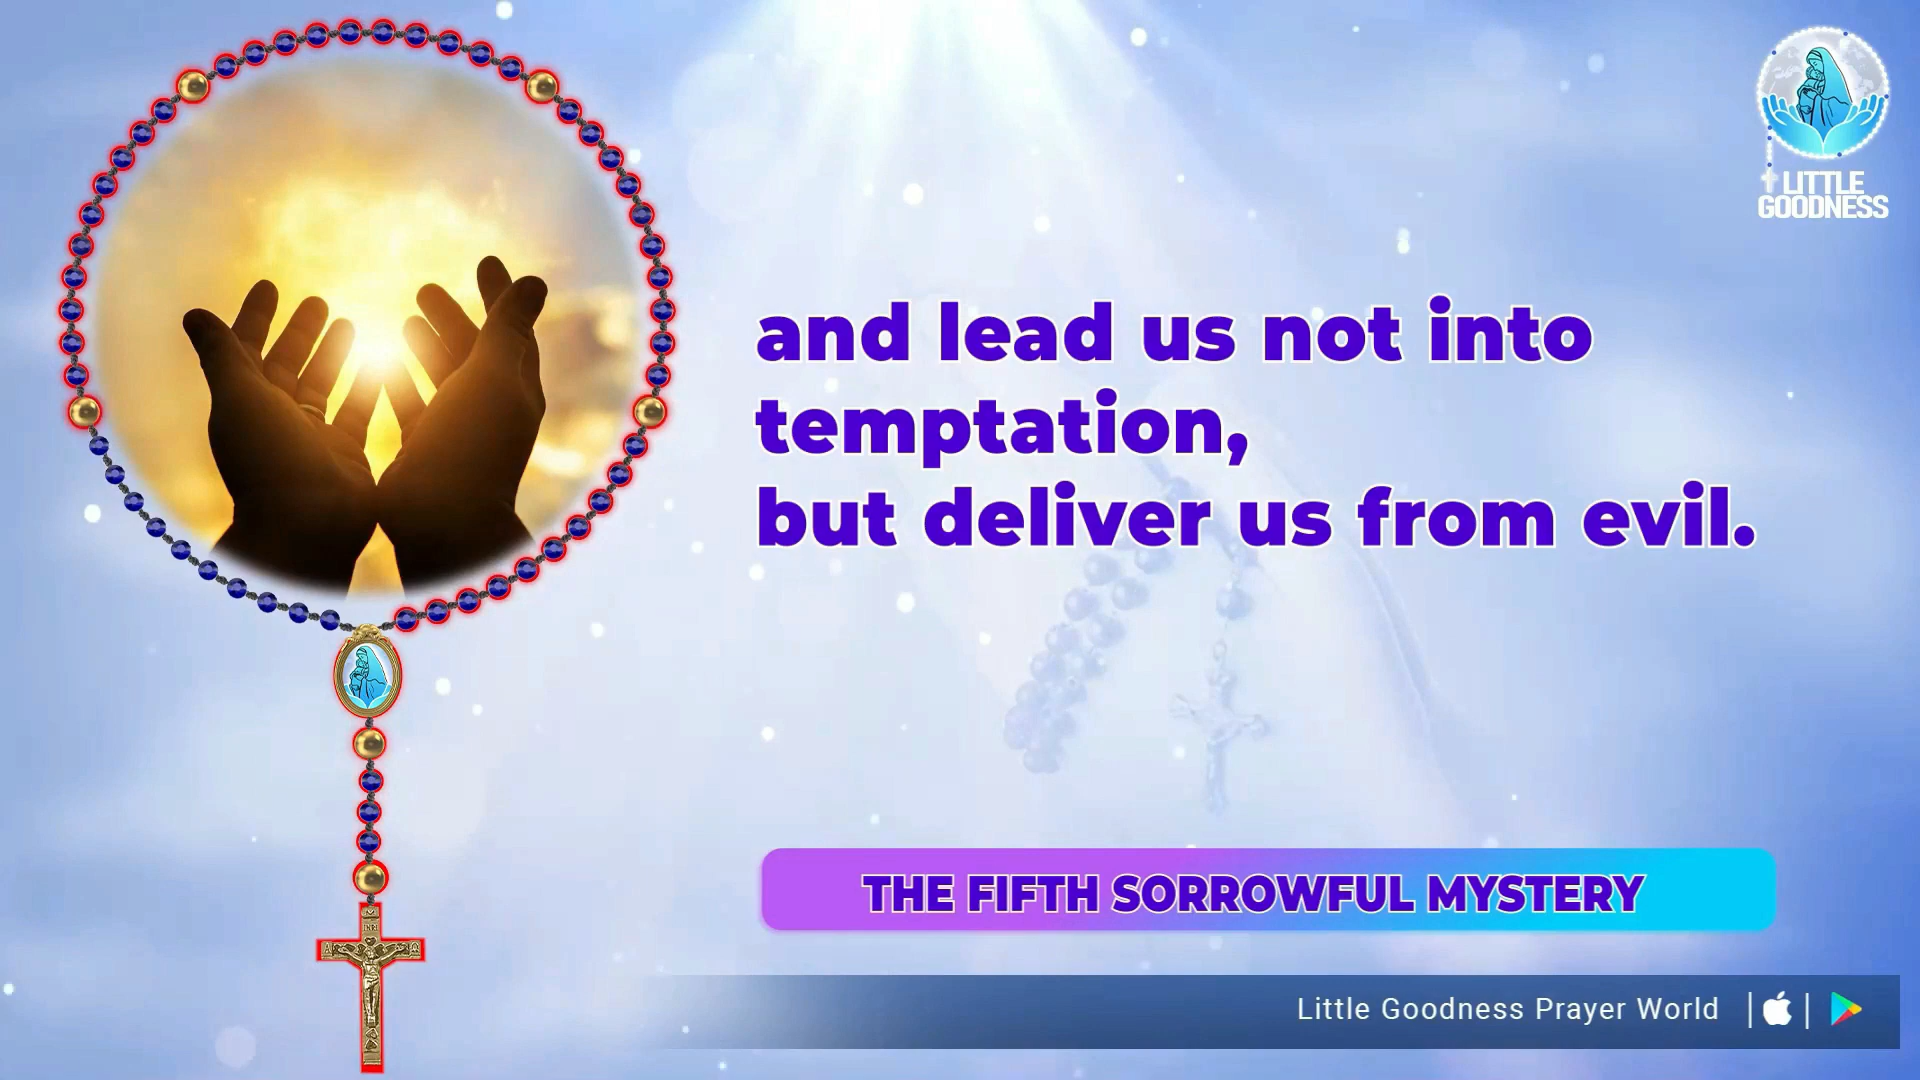 LITTLE
GOODNESS
and lead us not into
temptation,
but deliver us from evil.
THE FIFTH SORROWFUL MYSTERY
INRI
Little Goodness Prayer World